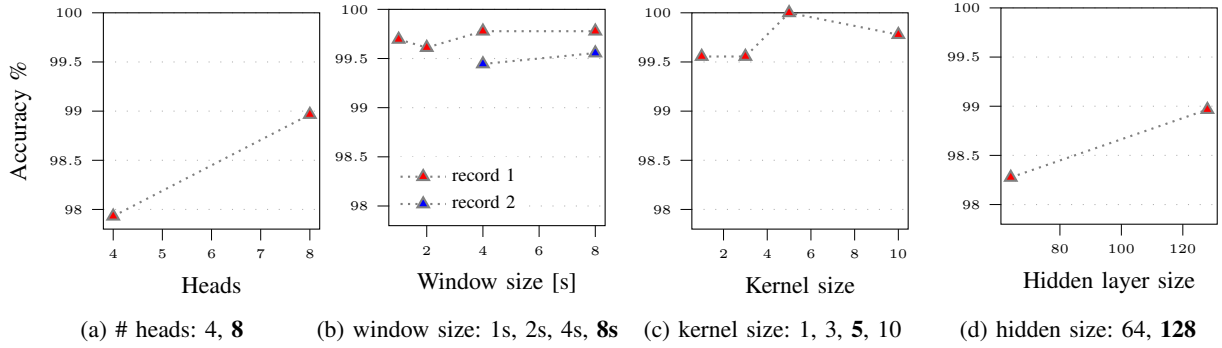 Accuracy %
100
99.5
99
98.5
98
4 5 6 7 8
Heads
(a) # heads: 4, 8
100
99.5
99
98.5
98
record 1
record 2
2 4 6 8
Window size [s]
(b) window size: 1s, 2s, 4s, 8s
100
99.5
99
98.5
98
2 4 6 8 10
Kernel size
(c) kernel size: 1, 3, 5, 10
100
99.5
99
98.5
98
80 100 120
Hidden layer size
(d) hidden size: 64, 128